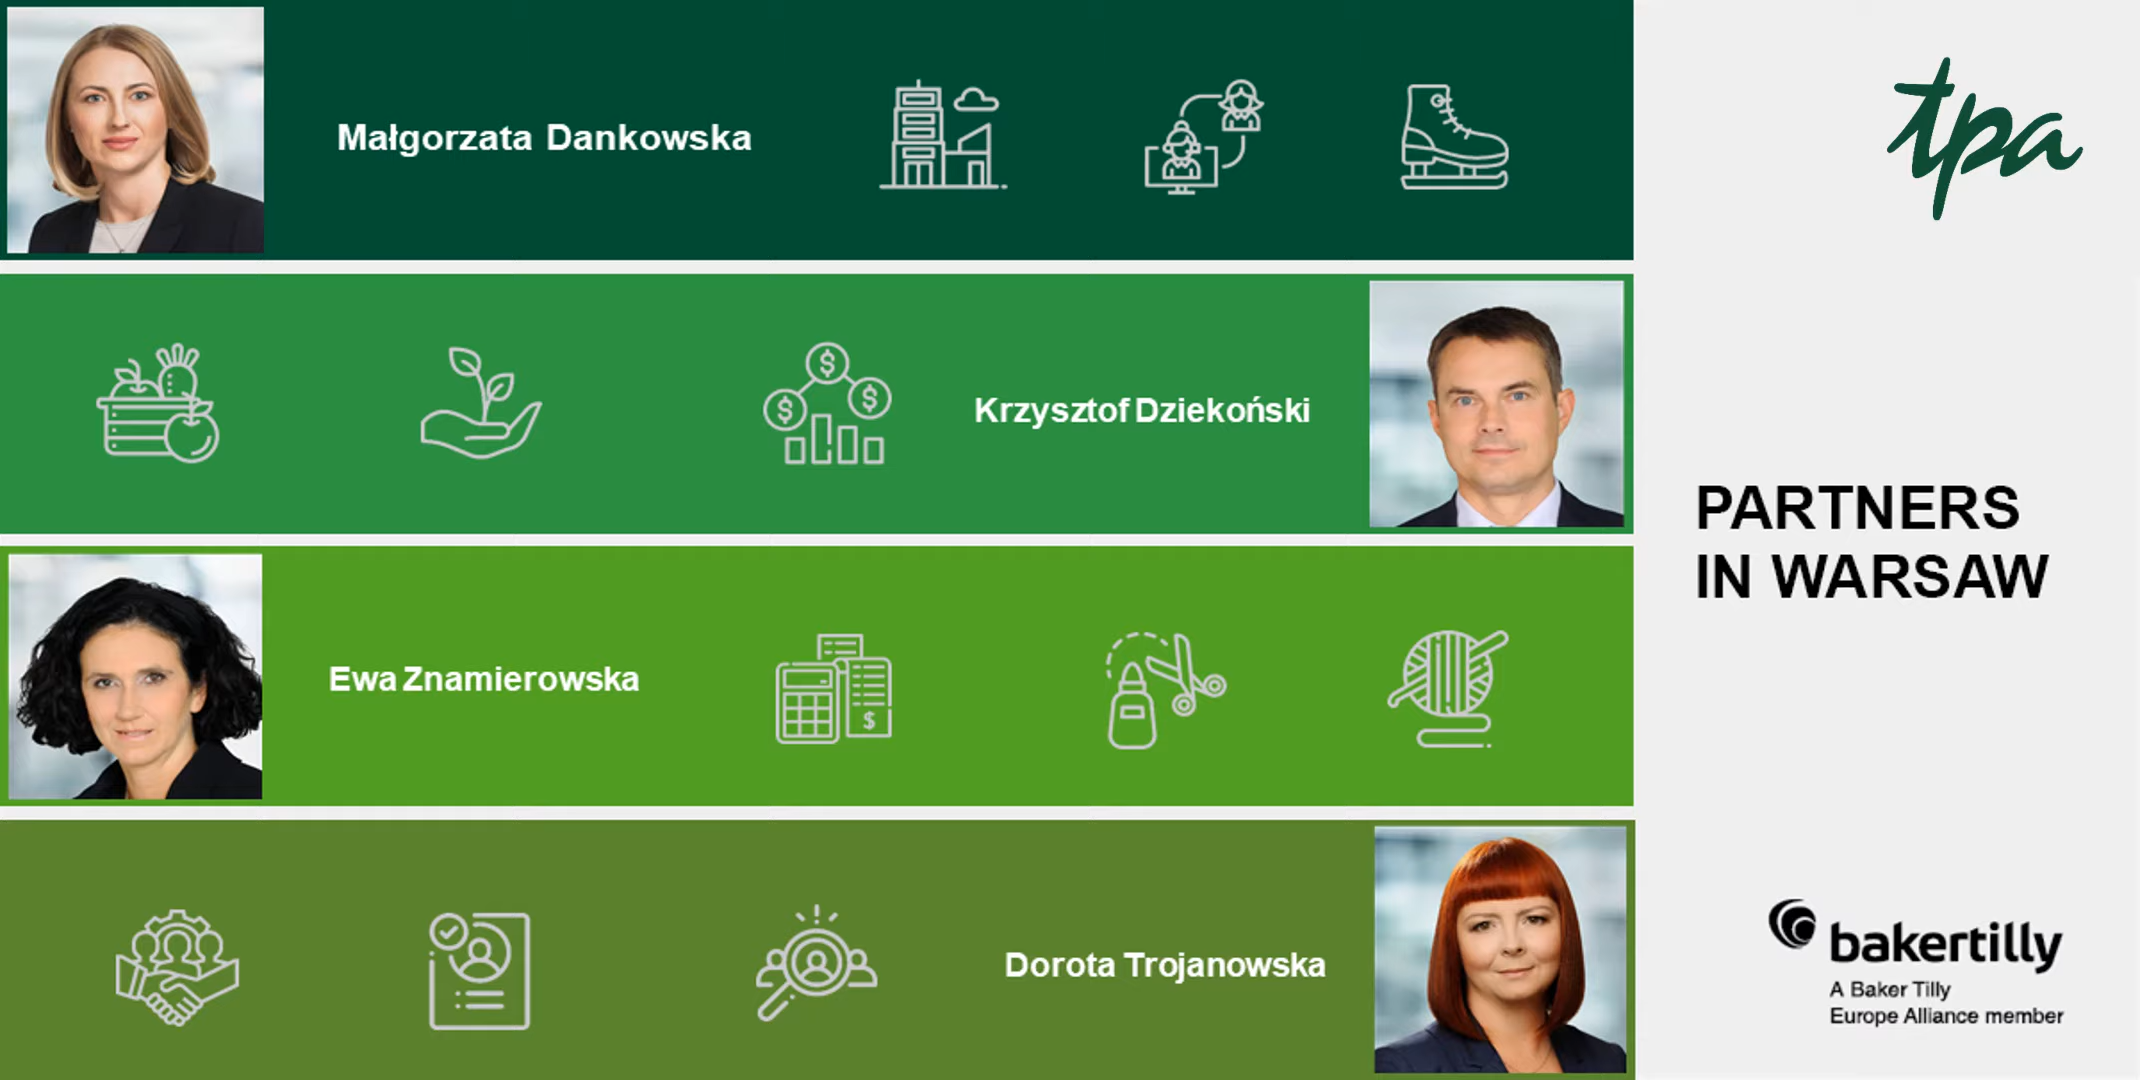 Małgorzata Dankowska
tpa
$ $ $
Krzysztof Dziekoński
PARTNERS
IN WARSAW
Ewa Znamierowska
$
Dorota Trojanowska
bakertilly
A Baker Tilly
Europe Alliance member